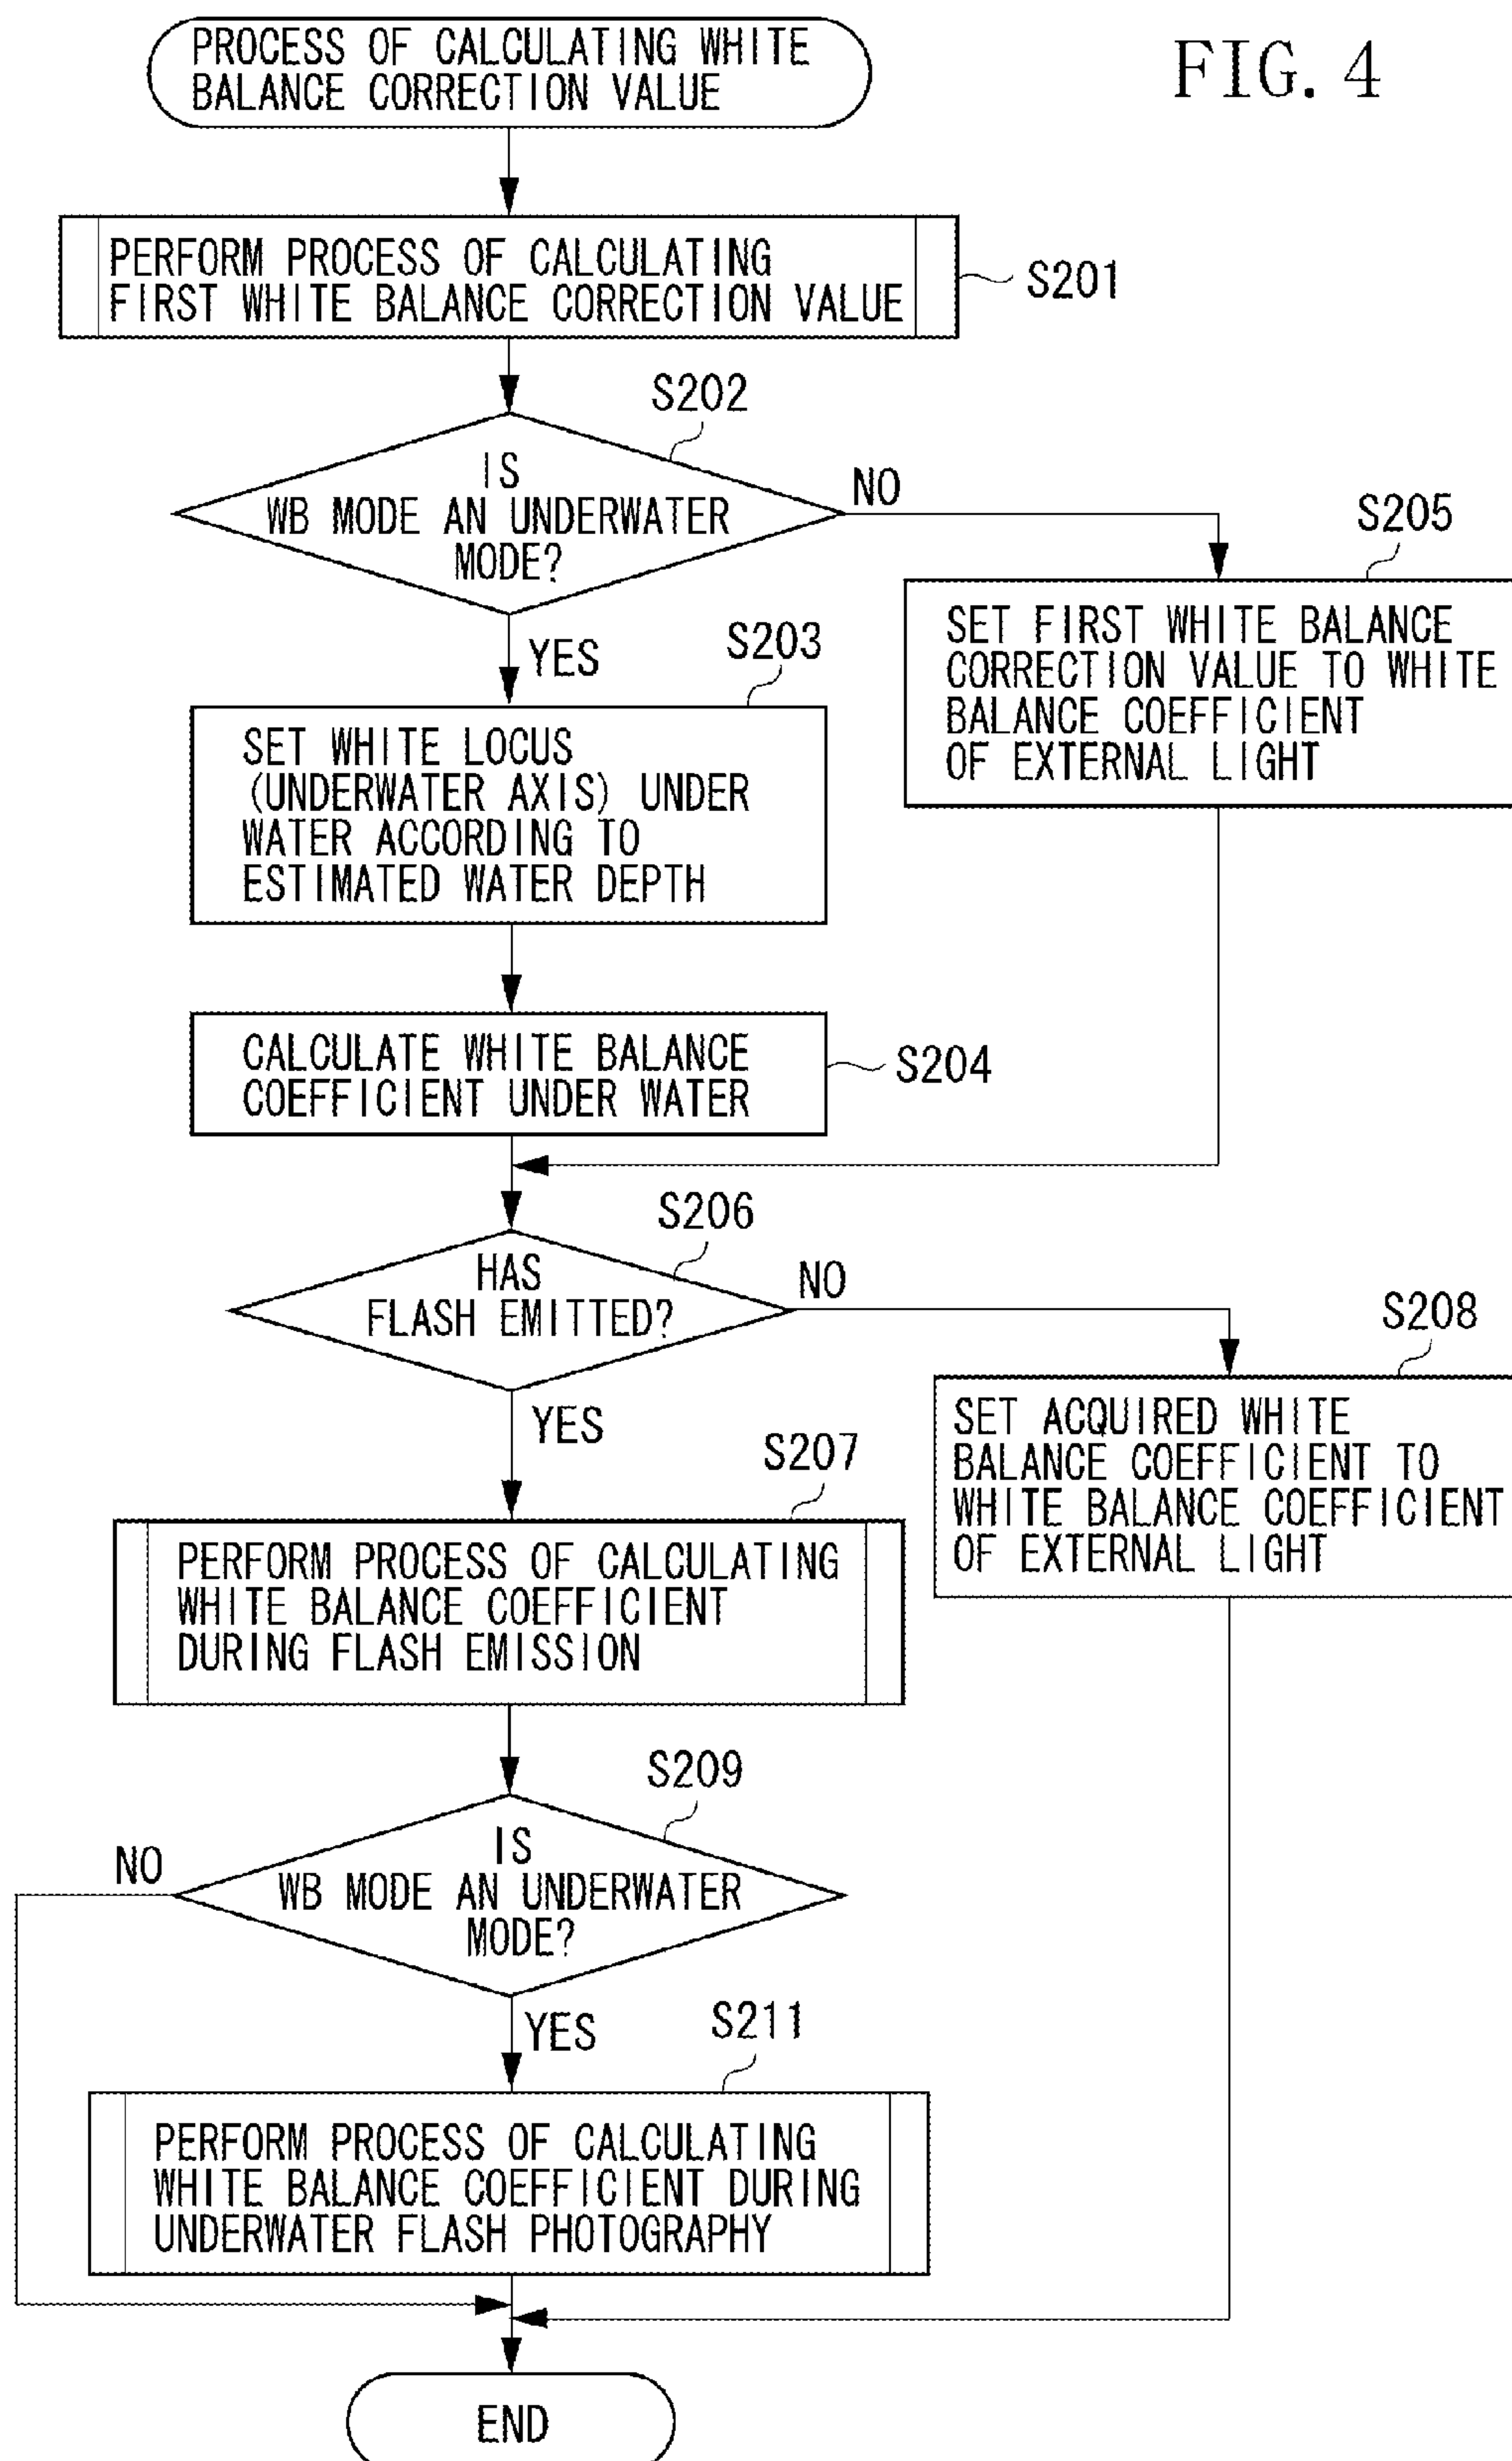 PROCESS OF CALCULATING WHITE
BALANCE CORRECTION VALUE
FIG. 4
PERFORM PROCESS OF CALCULATING
FIRST WHITE BALANCE CORRECTION VALUE
S201
S202
IS
WB MODE AN UNDERWATER
MODE?
NO
YES
S205
SET FIRST WHITE BALANCE
CORRECTION VALUE TO WHITE
BALANCE COEFFICIENT
OF EXTERNAL LIGHT
S203
SET WHITE LOCUS
(UNDERWATER AXIS) UNDER
WATER ACCORDING TO
ESTIMATED WATER DEPTH
CALCULATE WHITE BALANCE
COEFFICIENT UNDER WATER
S204
S206
HAS
FLASH EMITTED?
NO
YES
S208
SET ACQUIRED WHITE
BALANCE COEFFICIENT TO
WHITE BALANCE COEFFICIENT
OF EXTERNAL LIGHT
S207
PERFORM PROCESS OF CALCULATING
WHITE BALANCE COEFFICIENT
DURING FLASH EMISSION
S209
IS
WB MODE AN UNDERWATER
MODE?
NO
YES
S211
PERFORM PROCESS OF CALCULATING
WHITE BALANCE COEFFICIENT DURING
UNDERWATER FLASH PHOTOGRAPHY
END